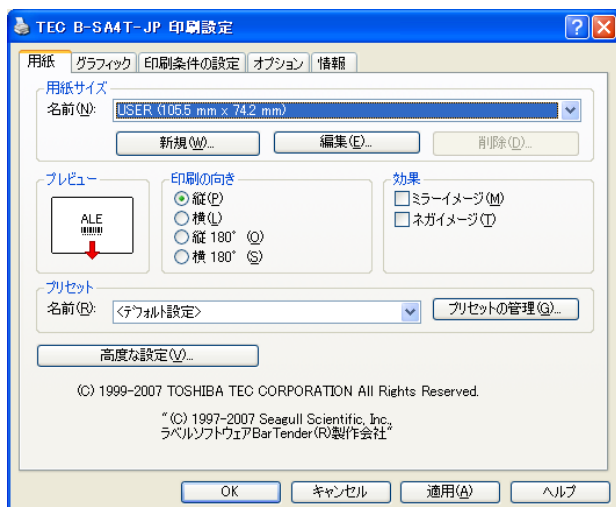 TEC B-SA4T-JP 印刷設定
用紙 グラフィック 印刷条件の設定 オプション 情報
用紙サイズ
名前(N): USER (105.5 mm x 74.2 mm)
新規(W)... 編集(E)... 削除(D)...
プレビュー 印刷の向き 効果
ALE
縦(P)
横(L)
縦 180° (O)
横 180° (S)
ミラーイメージ(M)
ネガイメージ(T)
プリセット
名前(R): <デフォルト設定> プリセットの管理(G)...
高度な設定(V)...
(C) 1999-2007 TOSHIBA TEC CORPORATION All Rights Reserved.
"(C) 1997-2007 Seagull Scientific, Inc.,
ラベルソフトウェアBarTender(R)製作会社"
OK キャンセル 適用(A) ヘルプ